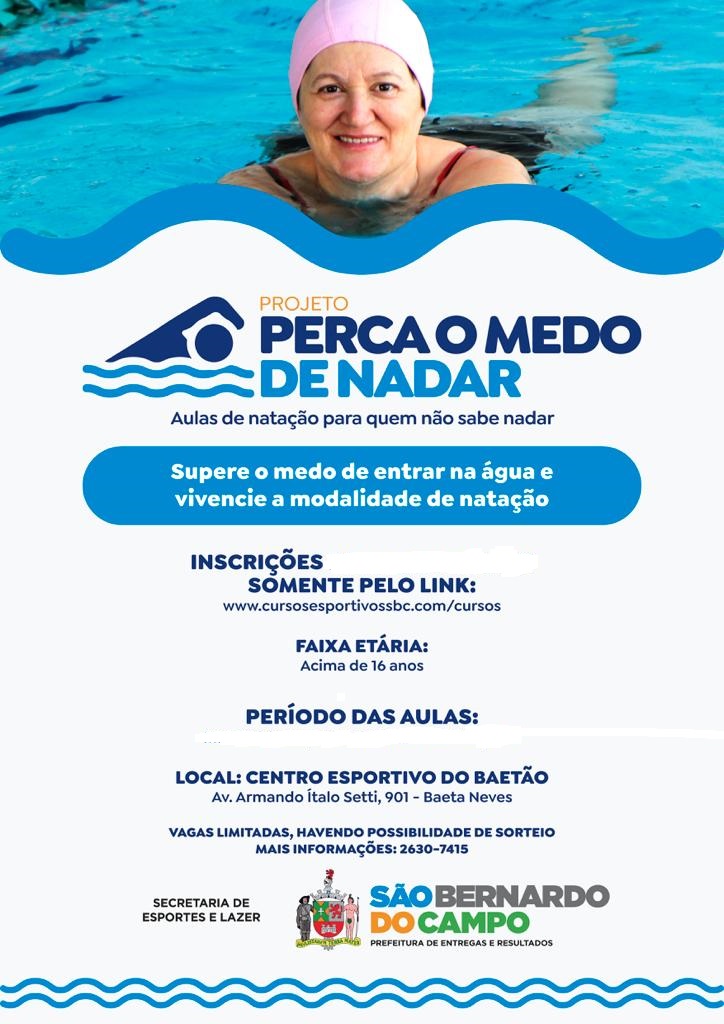 PROJETO
PERCA O MEDO
DE NADAR
Aulas de natação para quem não sabe nadar
Supere o medo de entrar na água e
vivencie a modalidade de natação
INSCRIÇÕES
SOMENTE PELO LINK:
www.cursosesportivossbc.com/cursos
FAIXA ETÁRIA:
Acima de 16 anos
PERÍODO DAS AULAS:
LOCAL: CENTRO ESPORTIVO DO BAETÃO
Av. Armando Ítalo Setti, 901 - Baeta Neves
VAGAS LIMITADAS, HAVENDO POSSIBILIDADE DE SORTEIO
MAIS INFORMAÇÕES: 2630-7415
SECRETARIA DE
ESPORTES E LAZER
SÃO BERNARDO
DO CAMPO
PREFEITURA DE ENTREGAS E RESULTADOS